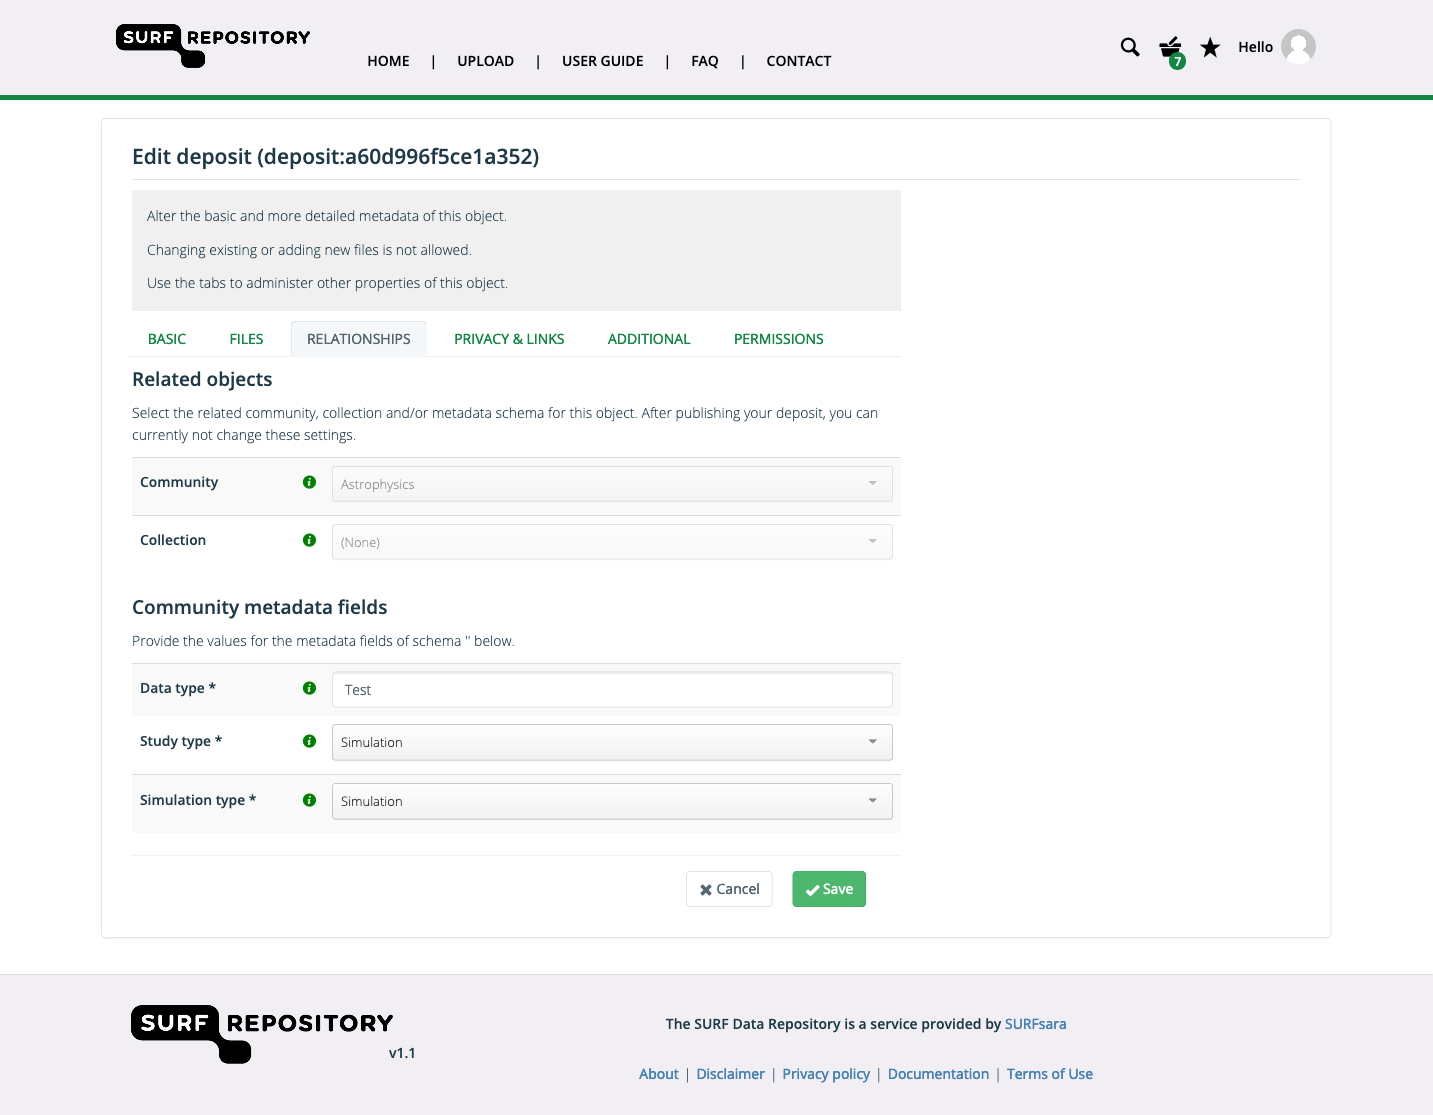 SURF REPOSITORY
HOME | UPLOAD | USER GUIDE | FAQ | CONTACT
7
Hello
Edit deposit (deposit:a60d996f5ce1a352)
Alter the basic and more detailed metadata of this object.
Changing existing or adding new files is not allowed.
Use the tabs to administer other properties of this object.
BASIC FILES RELATIONSHIPS PRIVACY & LINKS ADDITIONAL PERMISSIONS
Related objects
Select the related community, collection and/or metadata schema for this object. After publishing your deposit, you can
currently not change these settings.
Community i Astrophysics
Collection i (None)
Community metadata fields
Provide the values for the metadata fields of schema '' below.
Data type * i Test
Study type * i Simulation
Simulation type * i Simulation
Cancel Save
SURF REPOSITORY
v1.1
The SURF Data Repository is a service provided by SURFsara
About | Disclaimer | Privacy policy | Documentation | Terms of Use